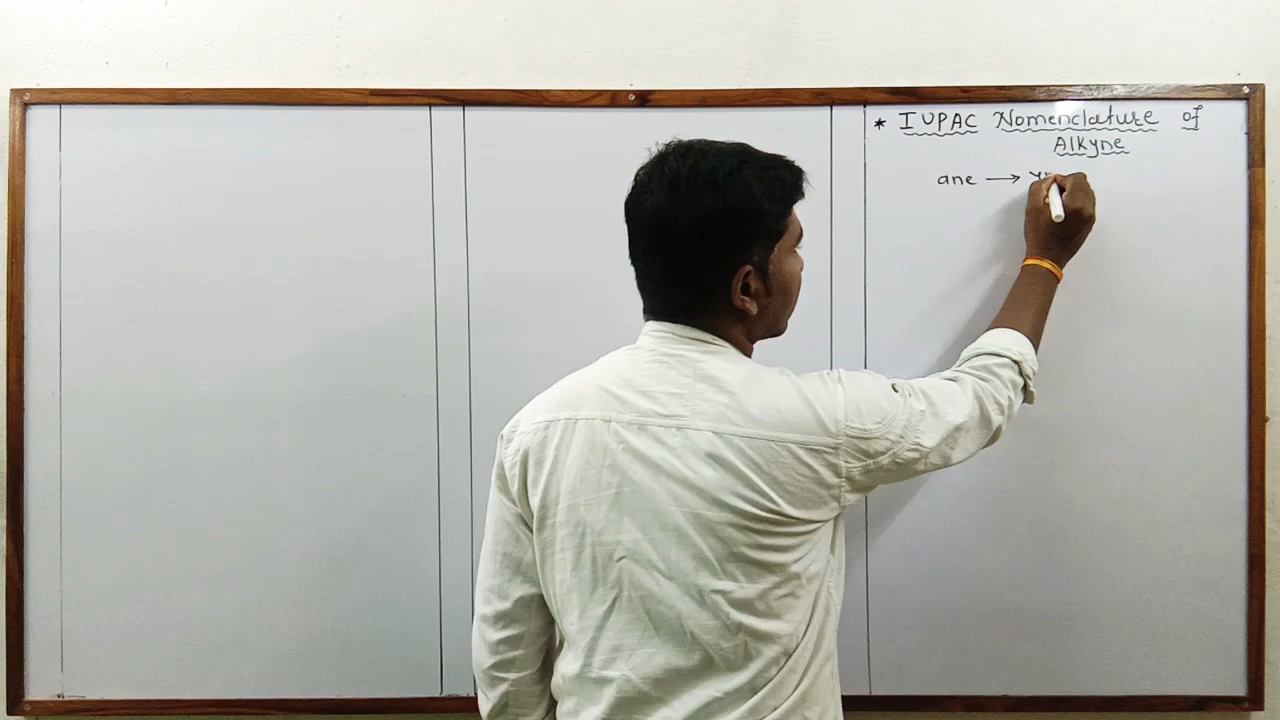 * IUPAC Nomenclature of
Alkyne
ane →